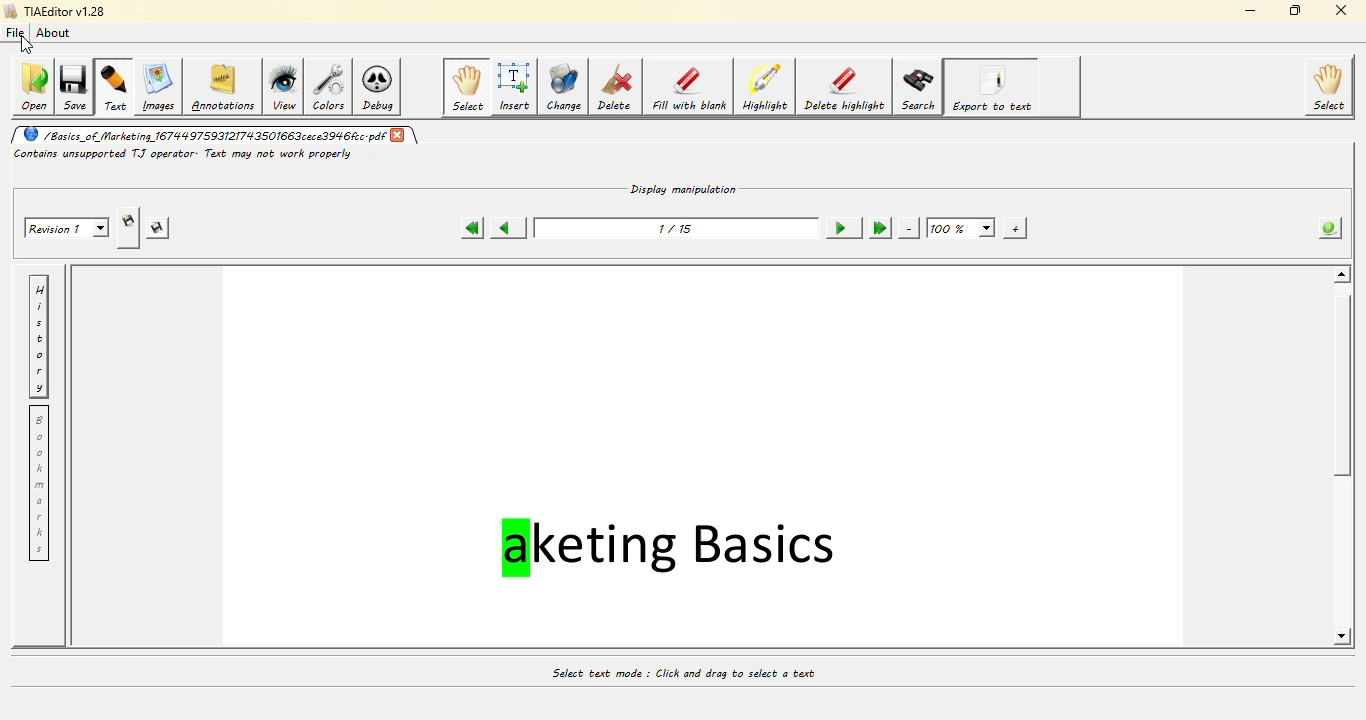 TIAEditor v1.28
File About
Open Save Text Images Annotations View Colors Debug Select Insert Change Delete Fill with blank Highlight Delete highlight Search Export to text Select
/Basics_of_Marketing_1674497593121743501663cece3946fcc.pdf
Contains unsupported TJ operator. Text may not work properly
Display manipulation
Revision 1 1 / 15 - 100 % +
History
Bookmarks
aketing Basics
Select text mode : Click and drag to select a text